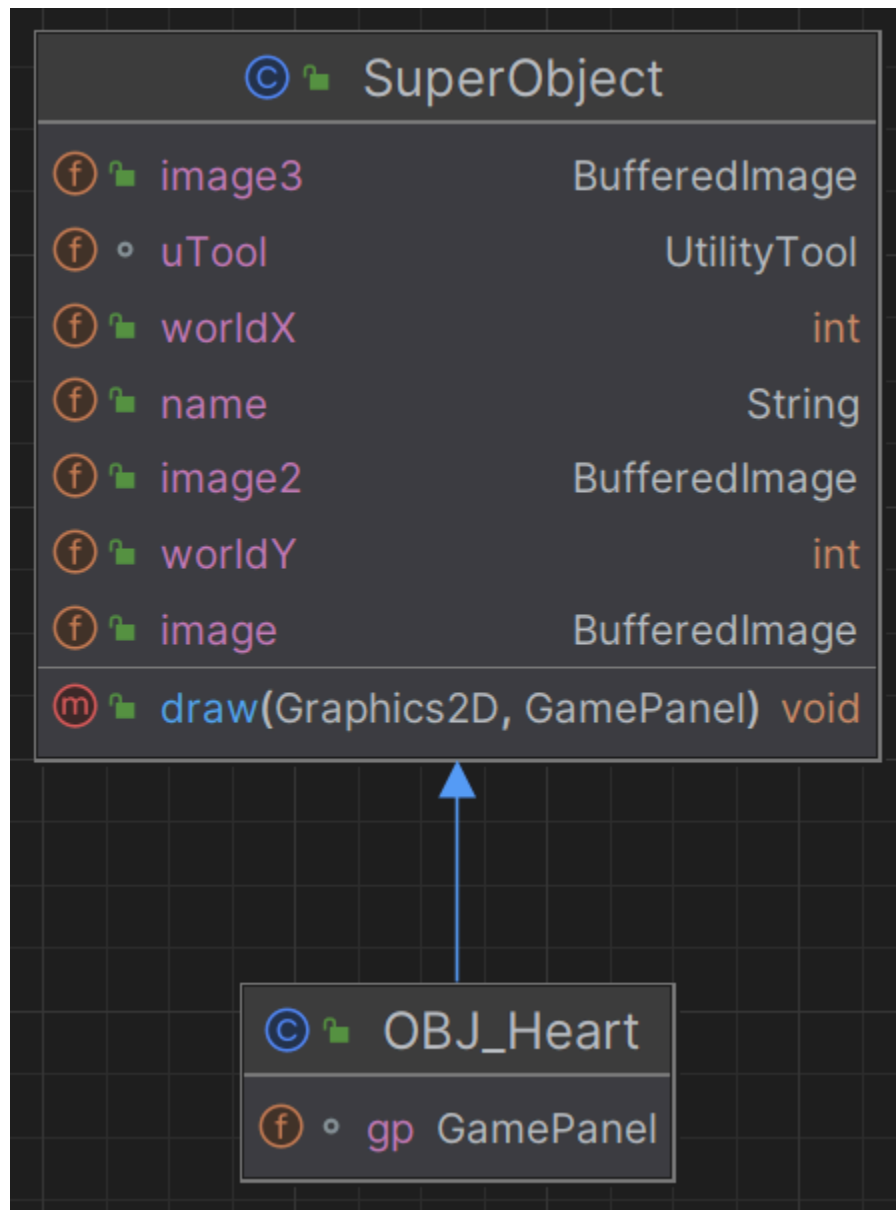 SuperObject
image3 BufferedImage
uTool UtilityTool
worldX int
name String
image2 BufferedImage
worldY int
image BufferedImage
draw(Graphics2D, GamePanel) void
OBJ_Heart
gp GamePanel